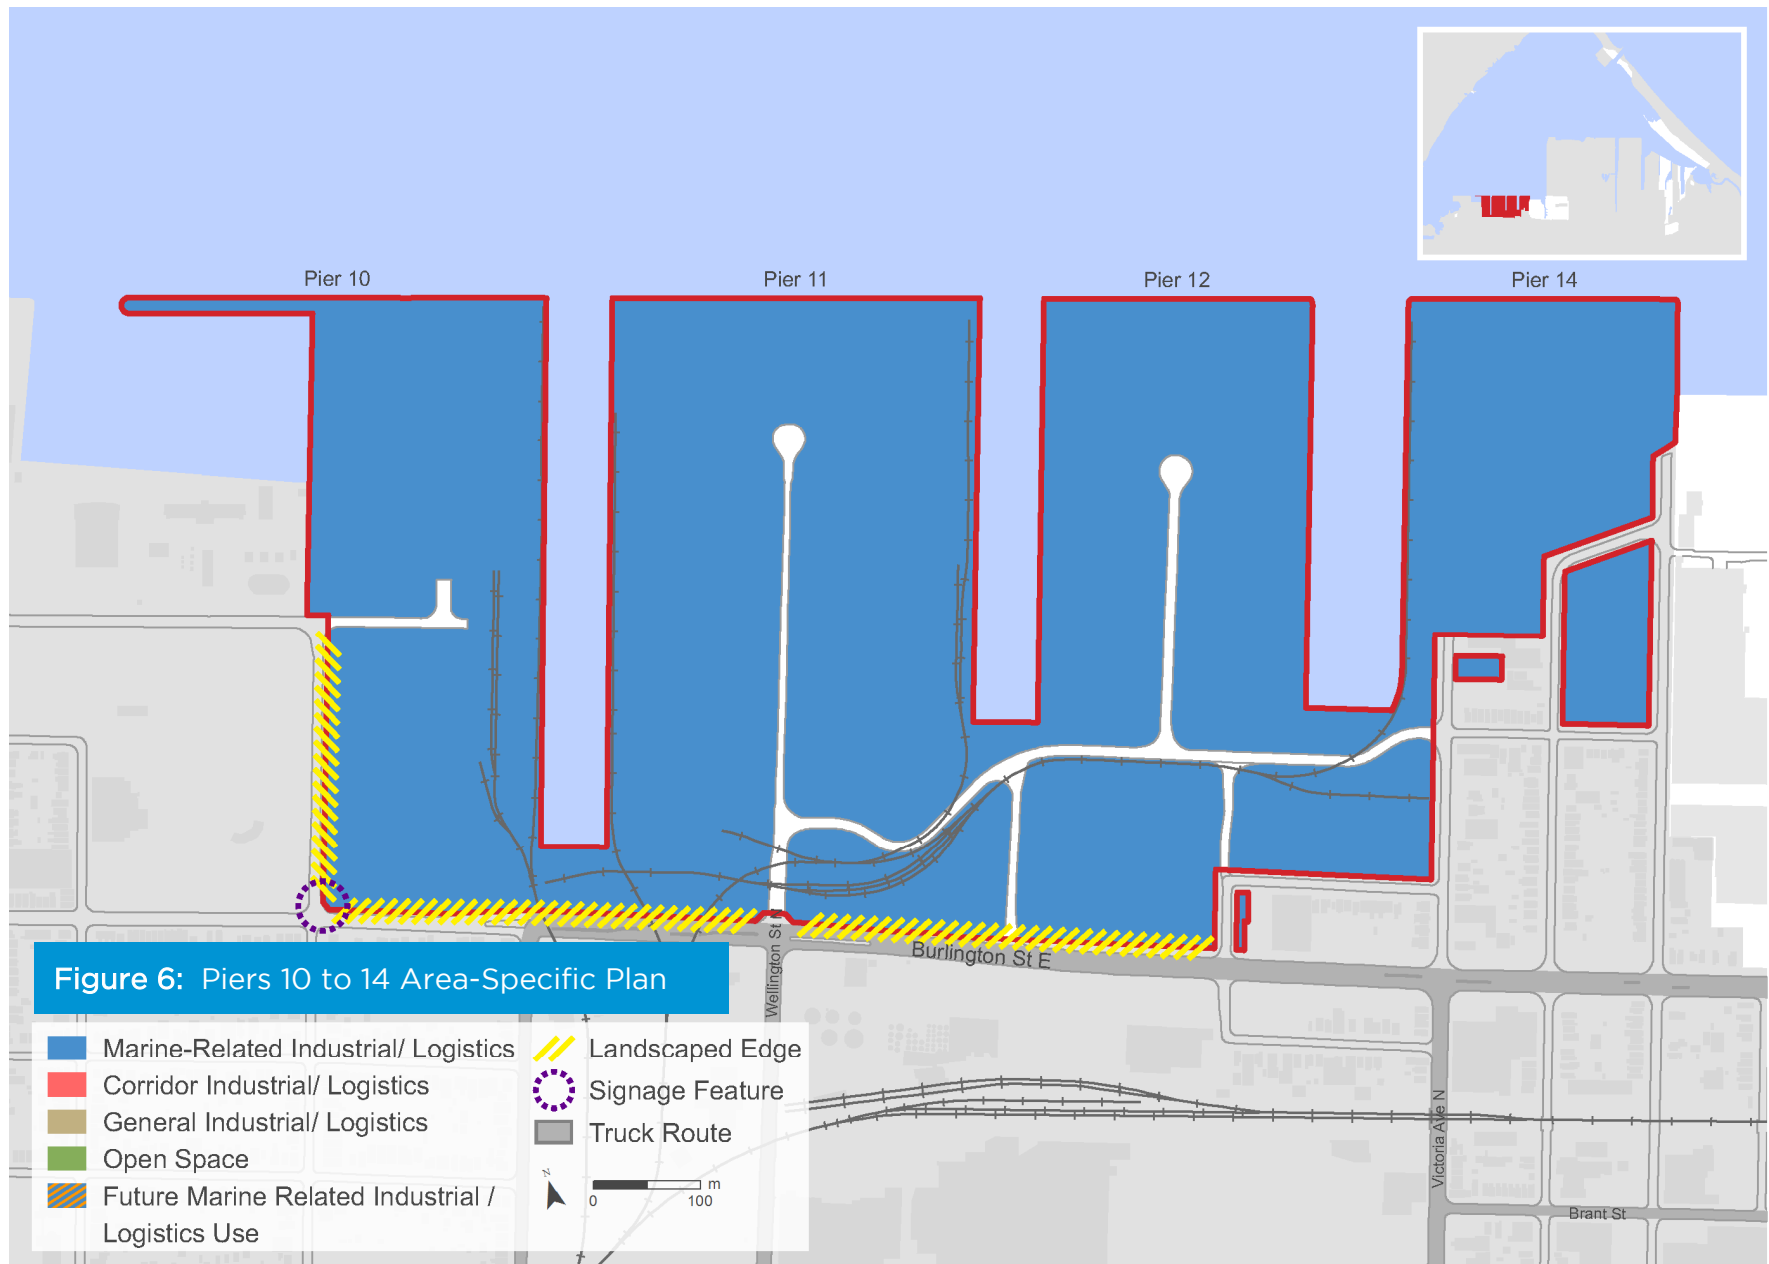 Pier 10
Pier 11
Pier 12
Pier 14
Burlington St E
Wellington St N
Victoria Ave N
Brant St
Figure 6: Piers 10 to 14 Area-Specific Plan
Marine-Related Industrial/ Logistics
Corridor Industrial/ Logistics
General Industrial/ Logistics
Open Space
Future Marine Related Industrial /
Logistics Use
Landscaped Edge
Signage Feature
Truck Route
N
m
0 100